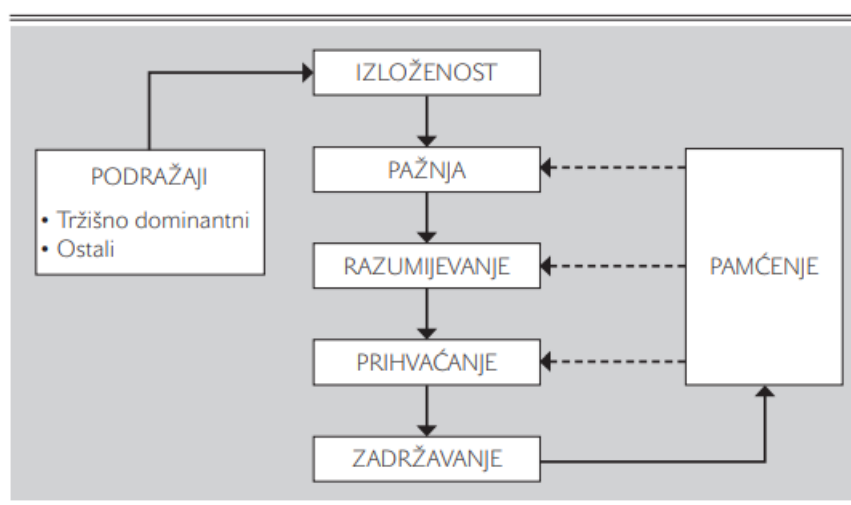 IZLOŽENOST
PODRAŽAJI
• Tržišno dominantni
• Ostali
PAŽNJA
RAZUMIJEVANJE
PAMĆENJE
PRIHVAĆANJE
ZADRŽAVANJE